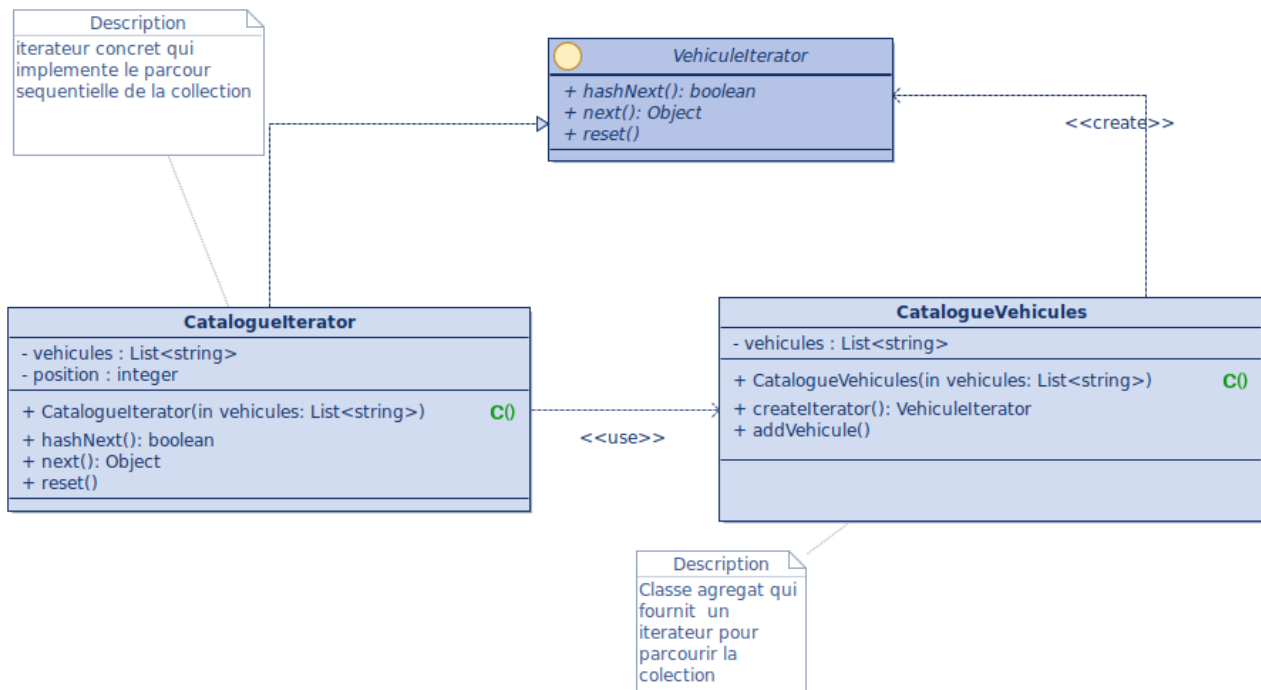 Description
iterateur concret qui
implemente le parcour
sequentielle de la collection
VehiculeIterator
+ hashNext(): boolean
+ next(): Object
+ reset()
<<create>>
CatalogueIterator
- vehicules : List<string>
- position : integer
+ CatalogueIterator(in vehicules: List<string>) C()
+ hashNext(): boolean
+ next(): Object
+ reset()
<<use>>
CatalogueVehicules
- vehicules : List<string>
+ CatalogueVehicules(in vehicules: List<string>) C()
+ createIterator(): VehiculeIterator
+ addVehicule()
Description
Classe agregat qui
fournit un
iterateur pour
parcourir la
colection